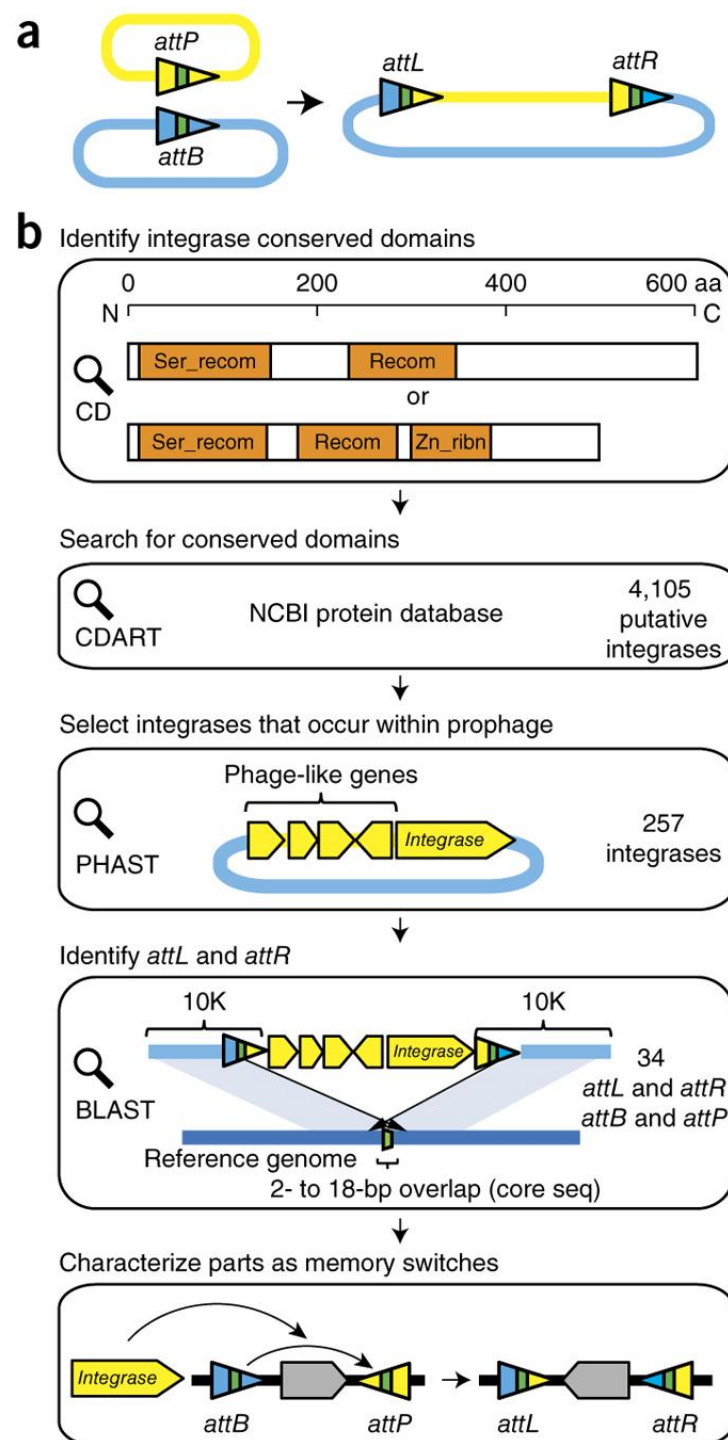 a
attP
attB
attL
attR
b
Identify integrase conserved domains
0 200 400 600 aa
N C
CD
Ser_recom Recom
or
Ser_recom Recom Zn_ribn
Search for conserved domains
CDART
NCBI protein database
4,105
putative
integrases
Select integrases that occur within prophage
Phage-like genes
PHAST
Integrase
257
integrases
Identify attL and attR
10K 10K
BLAST
Integrase
34
attL and attR
attB and attP
Reference genome
2- to 18-bp overlap (core seq)
Characterize parts as memory switches
Integrase
attB attP attL attR